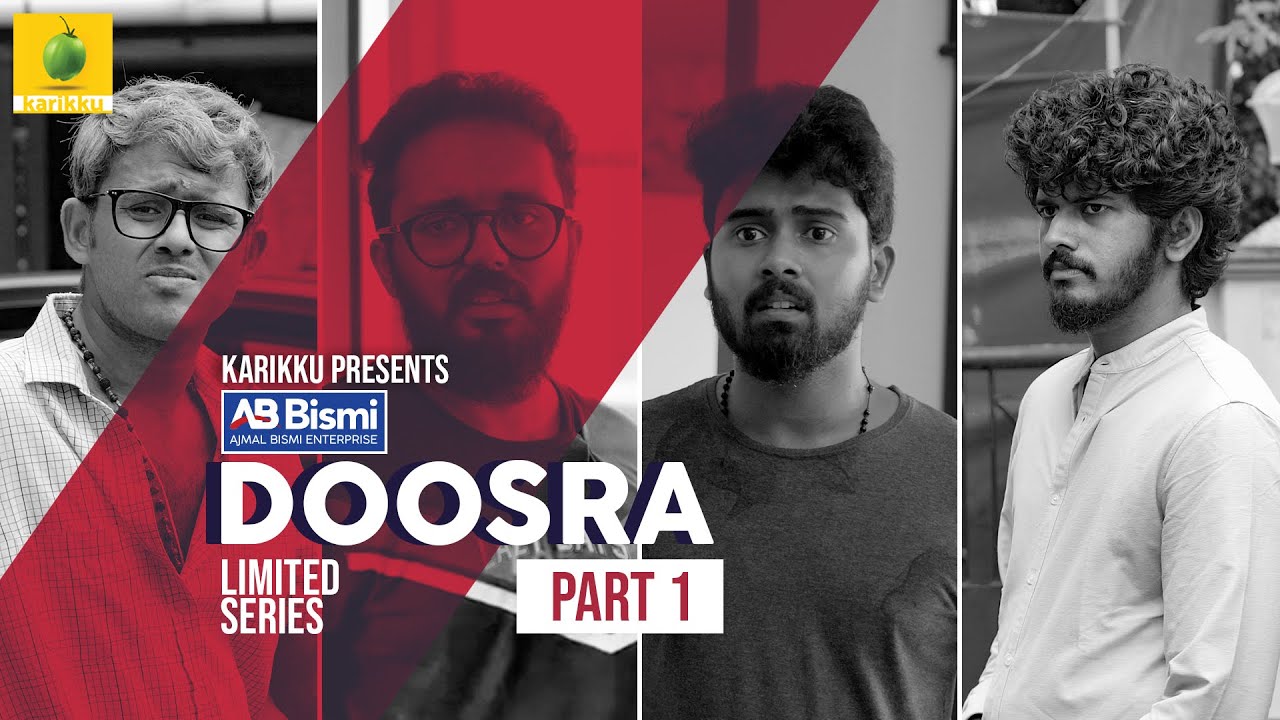 karikku
KARIKKU PRESENTS
AB Bismi
AJMAL BISMI ENTERPRISE
DOOSRA
LIMITED
SERIES
PART 1